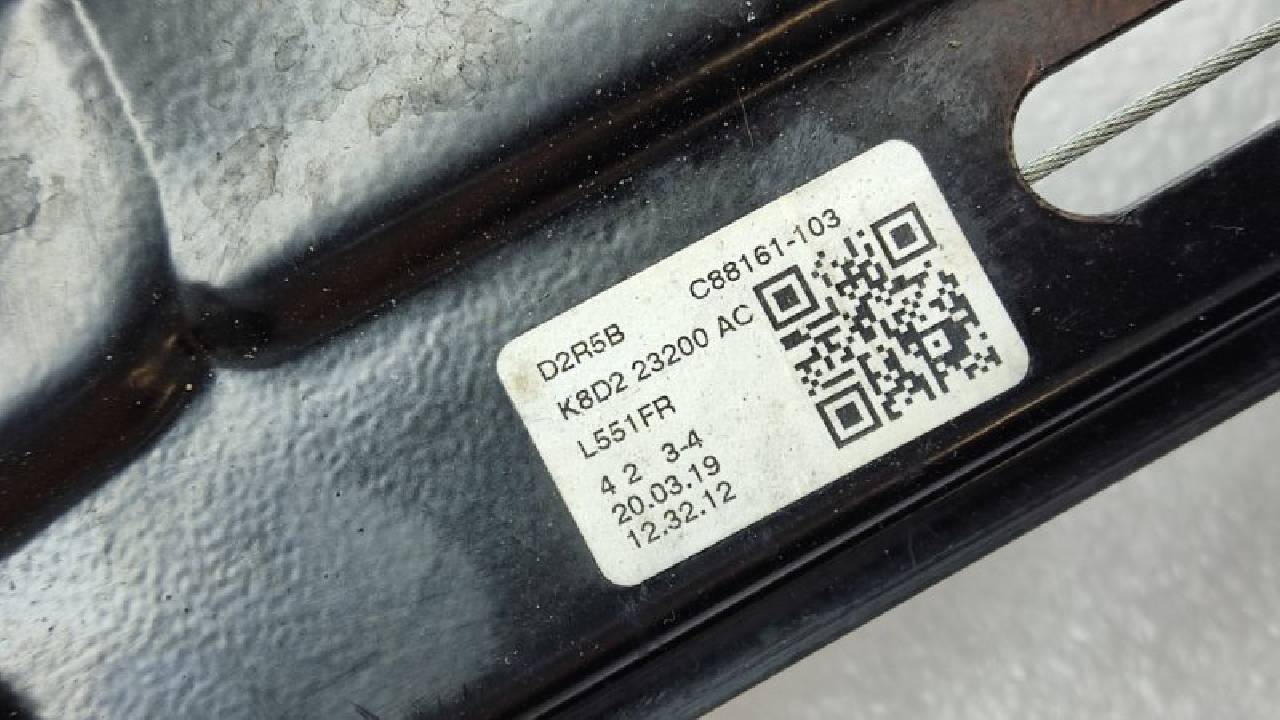 C88161-103
D2R5B
K8D2 23200 AC
L551FR
4 2 3-4
20.03.19
12.32.12